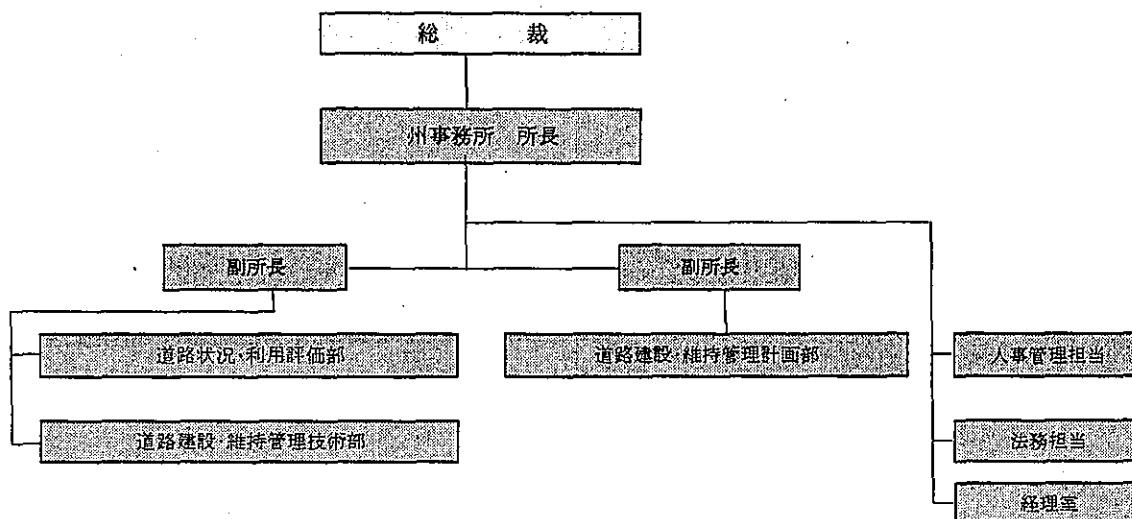 総 裁
州事務所 所長
副所長
副所長
道路状況・利用評価部
道路建設・維持管理計画部
人事管理担当
道路建設・維持管理技術部
法務担当
経理室